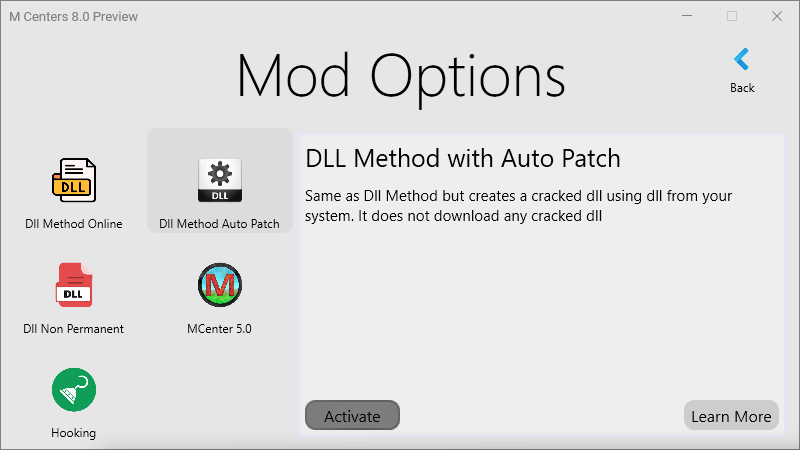 M Centers 8.0 Preview
Mod Options
Back
DLL
Dll Method Online
DLL
Dll Method Auto Patch
DLL
Dll Non Permanent
M
MCenter 5.0
Hooking
DLL Method with Auto Patch
Same as Dll Method but creates a cracked dll using dll from your
system. It does not download any cracked dll
Activate
Learn More